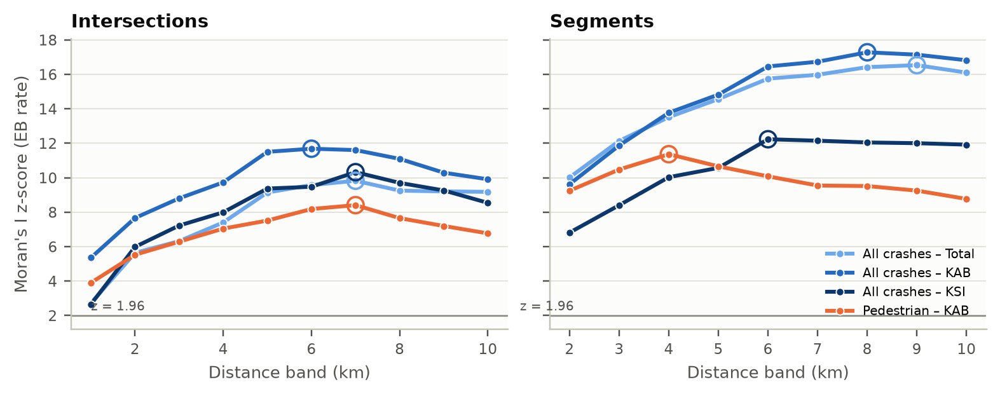 Intersections
Segments
Moran's I z-score (EB rate)
18
16
14
12
10
8
6
4
2
z = 1.96
2
4
6
8
10
Distance band (km)
z = 1.96
All crashes – Total
All crashes – KAB
All crashes – KSI
Pedestrian – KAB
2
3
4
5
6
7
8
9
10
Distance band (km)